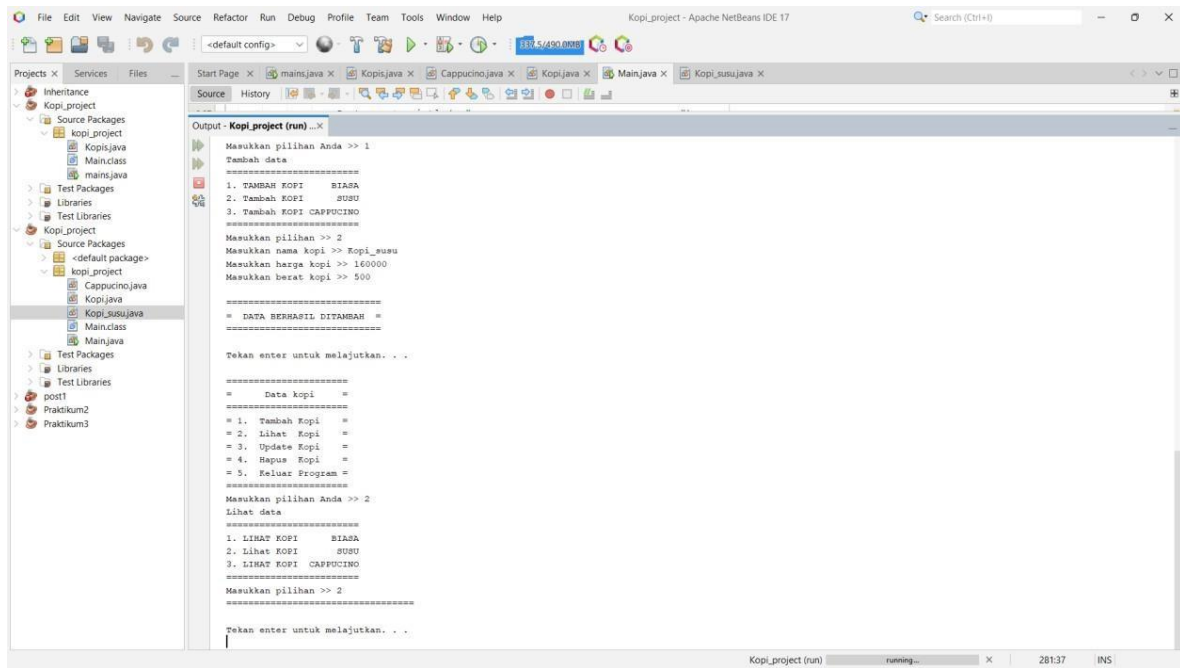 File Edit View Navigate Source Refactor Run Debug Profile Team Tools Window Help Kopi_project - Apache NetBeans IDE 17 Search (Ctrl+I)
<default config> 337.5/490.0MB
Projects Services Files Start Page mains.java Kopis.java Cappucino.java Kopi.java Main.java Kopi_susu.java
Source History
Inheritance
Kopi_project
Source Packages
kopi_project
Kopis.java
Main.class
mains.java
Test Packages
Libraries
Test Libraries
Kopi_project
Source Packages
<default package>
kopi_project
Cappucino.java
Kopi.java
Kopi_susu.java
Main.class
Main.java
Test Packages
Libraries
Test Libraries
post1
Praktikum2
Praktikum3
Output - Kopi_project (run) ...
Masukkan pilihan Anda >> 1
Tambah data
========================
1. TAMBAH KOPI BIASA
2. Tambah KOPI SUSU
3. Tambah KOPI CAPPUCINO
========================
Masukkan pilihan >> 2
Masukkan nama kopi >> Kopi_susu
Masukkan harga kopi >> 160000
Masukkan berat kopi >> 500
============================
= DATA BERHASIL DITAMBAH =
============================
Tekan enter untuk melajutkan. . .
======================
= Data kopi =
======================
= 1. Tambah Kopi =
= 2. Lihat Kopi =
= 3. Update Kopi =
= 4. Hapus Kopi =
= 5. Keluar Program =
======================
Masukkan pilihan Anda >> 2
Lihat data
========================
1. LIHAT KOPI BIASA
2. Lihat KOPI SUSU
3. LIHAT KOPI CAPPUCINO
========================
Masukkan pilihan >> 2
==================================
Tekan enter untuk melajutkan. . .
Kopi_project (run) running... 281:37 INS